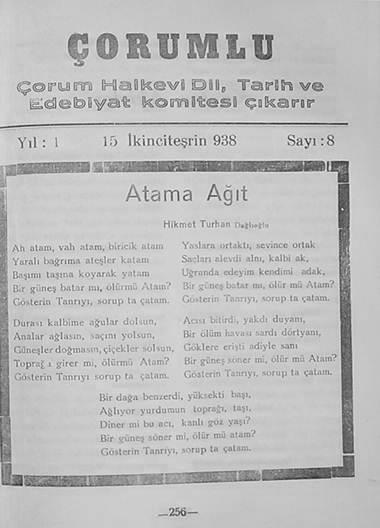 ÇORUMLU
Çorum Halkevi Dil, Tarih ve
Edebiyat komitesi çıkarır
Yıl : 1 15 İkinciteşrin 938 Sayı : 8
Atama Ağıt
Hikmet Turhan Dağlıoğlu
Ah atam, vah atam, biricik atam
Yaralı bağrıma ateşler katam
Başımı taşına koyarak yatam
Bir güneş batar mı, ölürmü Atam?
Gösterin Tanrıyı, sorup ta çatam.
Durası kalbime ağular dolsun,
Analar ağlasın, saçını yolsun,
Güneşler doğmasın, çiçekler solsun,
Toprağ ı girer mi, ölürmü Atam?
Gösterin Tanrıyı sorup ta çatam.
Yaslara ortaktı, sevince ortak
Saçları alevdi alnı, kalbi ak,
Uğrunda edeyim kendimi adak,
Bir güneş batar mı, ölür mü Atam?
Gösterin Tanrıyı, sorup ta çatam.
Acısı bitirdi, yakdı duyanı,
Bir ölüm havası sardı dörtyanı,
Göklere erişti adiyle sanı
Bir güneş söner mi, ölür mü Atam?
Gösterin Tanrıyı, sorup ta çatam.
Bir dağa benzerdi, yüksekti başı,
Ağlıyor yurdumun toprağı, taşı,
Diner mi bu acı, kanlı göz yaşı?
Bir güneş söner mi, ölür mü atam?
Gösterin Tanrıyı, sorup ta çatam.
—256—